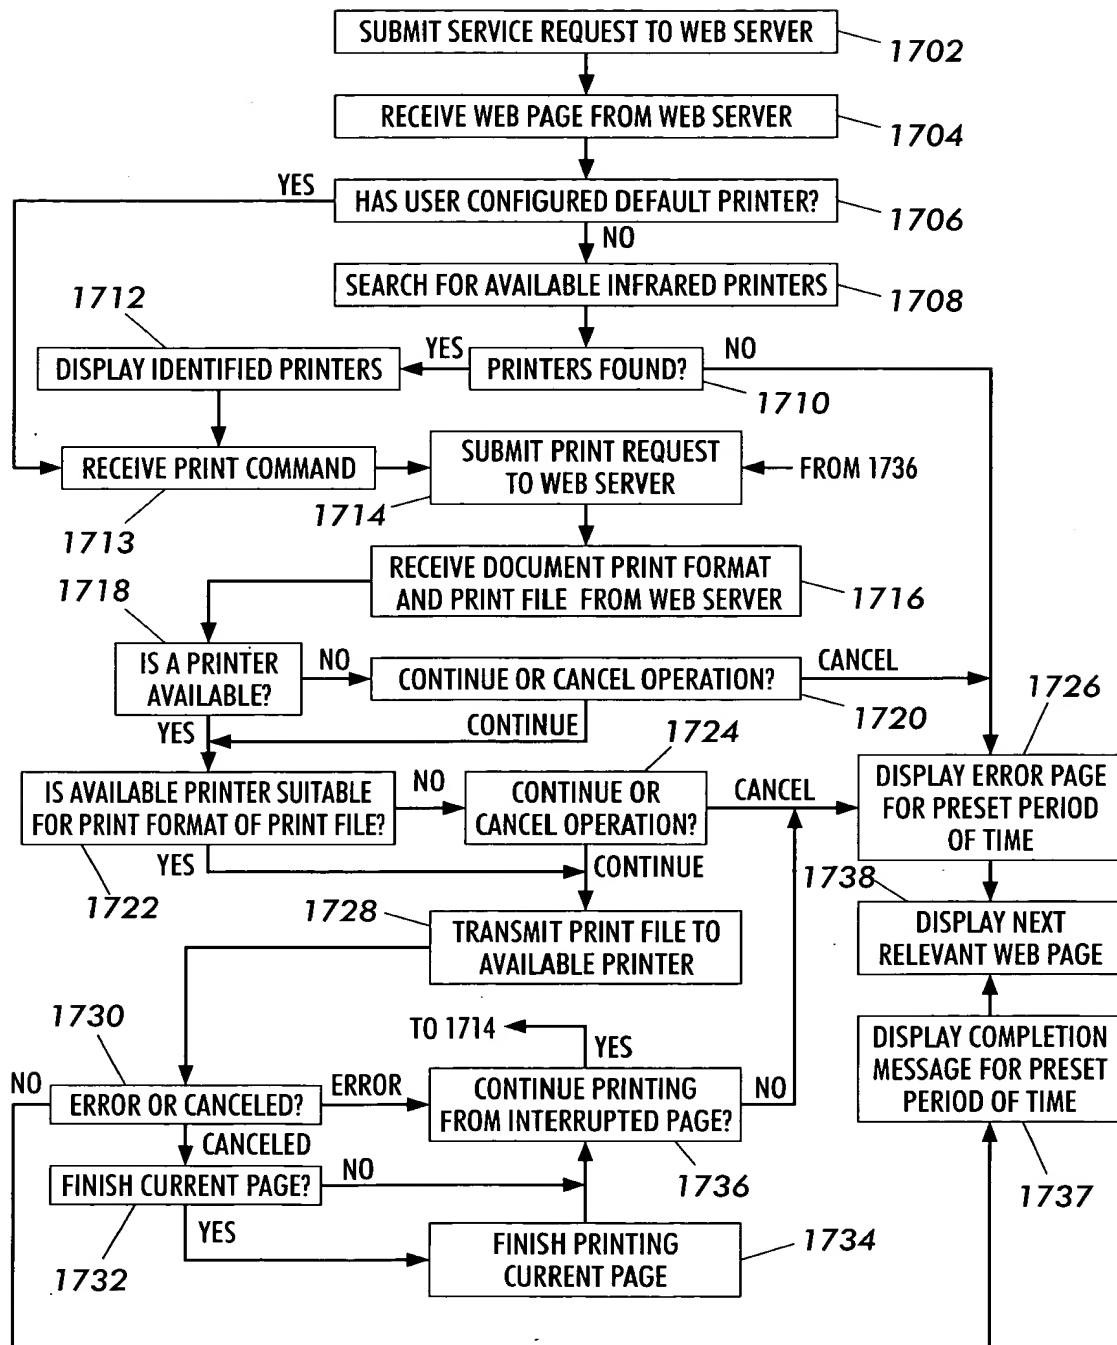 SUBMIT SERVICE REQUEST TO WEB SERVER
1702
RECEIVE WEB PAGE FROM WEB SERVER
1704
YES
HAS USER CONFIGURED DEFAULT PRINTER?
1706
NO
SEARCH FOR AVAILABLE INFRARED PRINTERS
1708
1712
DISPLAY IDENTIFIED PRINTERS
YES
PRINTERS FOUND?
NO
1710
RECEIVE PRINT COMMAND
1713
SUBMIT PRINT REQUEST
TO WEB SERVER
FROM 1736
1714
RECEIVE DOCUMENT PRINT FORMAT
AND PRINT FILE FROM WEB SERVER
1716
1718
IS A PRINTER
AVAILABLE?
NO
CONTINUE OR CANCEL OPERATION?
CANCEL
1720
YES
CONTINUE
1724
1726
IS AVAILABLE PRINTER SUITABLE
FOR PRINT FORMAT OF PRINT FILE?
NO
CONTINUE OR
CANCEL OPERATION?
CANCEL
DISPLAY ERROR PAGE
FOR PRESET PERIOD
OF TIME
1722
YES
CONTINUE
1738
1728
TRANSMIT PRINT FILE TO
AVAILABLE PRINTER
DISPLAY NEXT
RELEVANT WEB PAGE
1730
TO 1714
YES
NO
ERROR OR CANCELED?
ERROR
CONTINUE PRINTING
FROM INTERRUPTED PAGE?
NO
DISPLAY COMPLETION
MESSAGE FOR PRESET
PERIOD OF TIME
CANCELED
1736
1737
FINISH CURRENT PAGE?
NO
1732
YES
FINISH PRINTING
CURRENT PAGE
1734